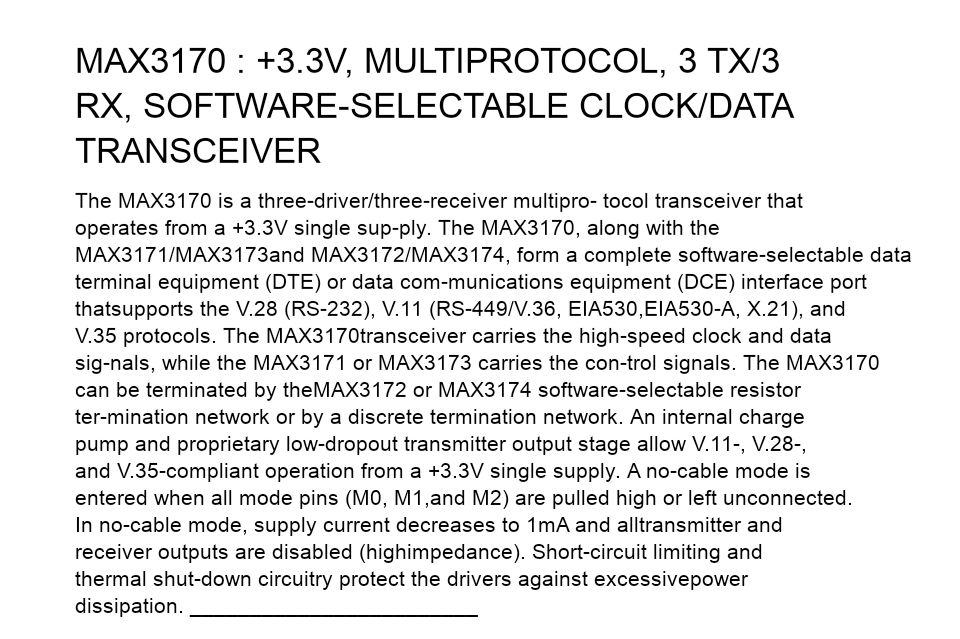 MAX3170 : +3.3V, MULTIPROTOCOL, 3 TX/3
RX, SOFTWARE-SELECTABLE CLOCK/DATA
TRANSCEIVER
The MAX3170 is a three-driver/three-receiver multipro- tocol transceiver that
operates from a +3.3V single sup-ply. The MAX3170, along with the
MAX3171/MAX3173and MAX3172/MAX3174, form a complete software-selectable data
terminal equipment (DTE) or data com-munications equipment (DCE) interface port
thatsupports the V.28 (RS-232), V.11 (RS-449/V.36, EIA530,EIA530-A, X.21), and
V.35 protocols. The MAX3170transceiver carries the high-speed clock and data
sig-nals, while the MAX3171 or MAX3173 carries the con-trol signals. The MAX3170
can be terminated by theMAX3172 or MAX3174 software-selectable resistor
ter-mination network or by a discrete termination network. An internal charge
pump and proprietary low-dropout transmitter output stage allow V.11-, V.28-,
and V.35-compliant operation from a +3.3V single supply. A no-cable mode is
entered when all mode pins (M0, M1,and M2) are pulled high or left unconnected.
In no-cable mode, supply current decreases to 1mA and alltransmitter and
receiver outputs are disabled (highimpedance). Short-circuit limiting and
thermal shut-down circuitry protect the drivers against excessivepower
dissipation. ________________________